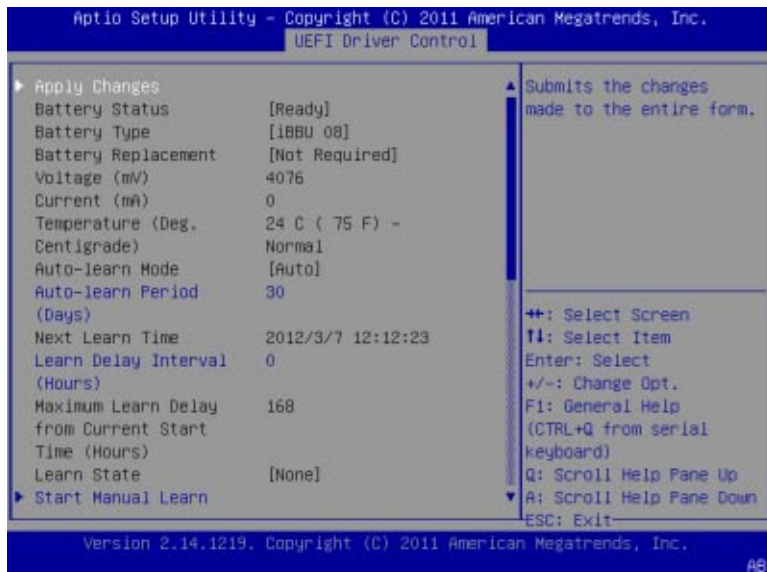 Aptio Setup Utility – Copyright (C) 2011 American Megatrends, Inc.
UEFI Driver Control
Apply Changes
Battery Status [Ready]
Battery Type [iBBU 08]
Battery Replacement [Not Required]
Voltage (mV) 4076
Current (mA) 0
Temperature (Deg. 24 C ( 75 F) –
Centigrade) Normal
Auto-learn Mode [Auto]
Auto-learn Period 30
(Days)
Next Learn Time 2012/3/7 12:12:23
Learn Delay Interval 0
(Hours)
Maximum Learn Delay 168
from Current Start
Time (Hours)
Learn State [None]
Start Manual Learn
Submits the changes
made to the entire form.
→←: Select Screen
↑↓: Select Item
Enter: Select
+/-: Change Opt.
F1: General Help
(CTRL+Q from serial
keyboard)
Q: Scroll Help Pane Up
A: Scroll Help Pane Down
ESC: Exit
Version 2.14.1219. Copyright (C) 2011 American Megatrends, Inc.
AB